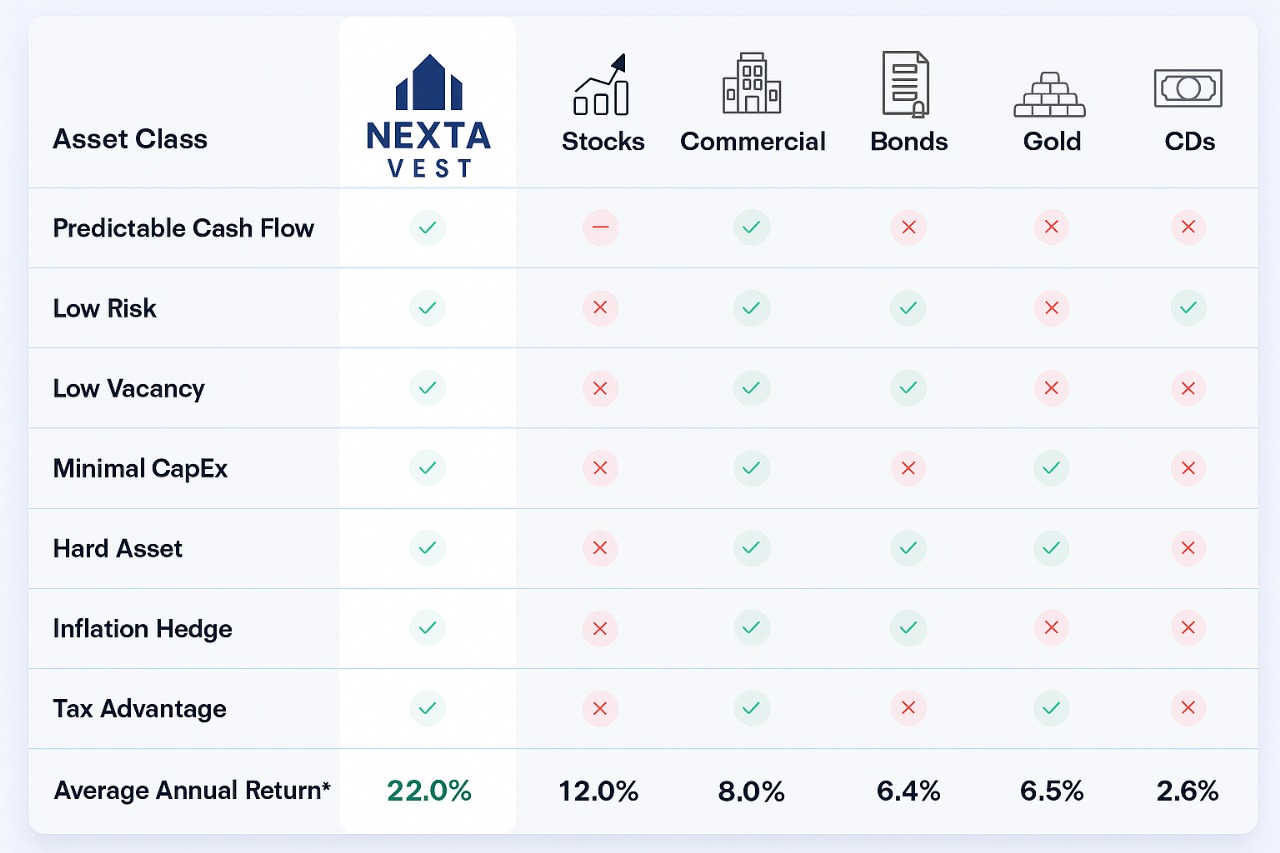 Asset Class
NEXTA
VEST
Stocks
Commercial
Bonds
Gold
CDs
Predictable Cash Flow
Low Risk
Low Vacancy
Minimal CapEx
Hard Asset
Inflation Hedge
Tax Advantage
Average Annual Return* 22.0% 12.0% 8.0% 6.4% 6.5% 2.6%